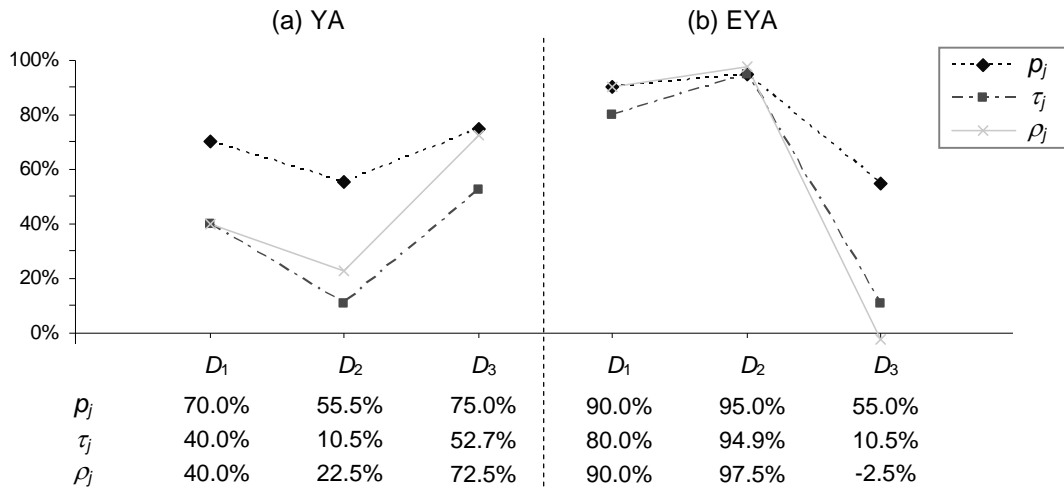 (a) YA
(b) EYA
100%
80%
60%
40%
20%
0%
pj
τj
ρj
D1 D2 D3 D1 D2 D3
pj 70.0% 55.5% 75.0% 90.0% 95.0% 55.0%
τj 40.0% 10.5% 52.7% 80.0% 94.9% 10.5%
ρj 40.0% 22.5% 72.5% 90.0% 97.5% -2.5%